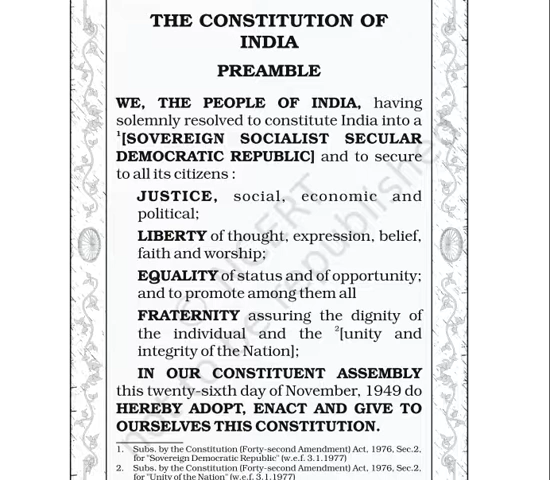 THE CONSTITUTION OF
INDIA
PREAMBLE
WE, THE PEOPLE OF INDIA, having
solemnly resolved to constitute India into a
¹[SOVEREIGN SOCIALIST SECULAR
DEMOCRATIC REPUBLIC] and to secure
to all its citizens :
JUSTICE, social, economic and
political;
LIBERTY of thought, expression, belief,
faith and worship;
EQUALITY of status and of opportunity;
and to promote among them all
FRATERNITY assuring the dignity of
the individual and the ²[unity and
integrity of the Nation];
IN OUR CONSTITUENT ASSEMBLY
this twenty-sixth day of November, 1949 do
HEREBY ADOPT, ENACT AND GIVE TO
OURSELVES THIS CONSTITUTION.
1. Subs. by the Constitution (Forty-second Amendment) Act, 1976, Sec.2,
for "Sovereign Democratic Republic" (w.e.f. 3.1.1977)
2. Subs. by the Constitution (Forty-second Amendment) Act, 1976, Sec.2,
for "Unity of the Nation" (w.e.f. 3.1.1977)
© NCERT
not to be republished